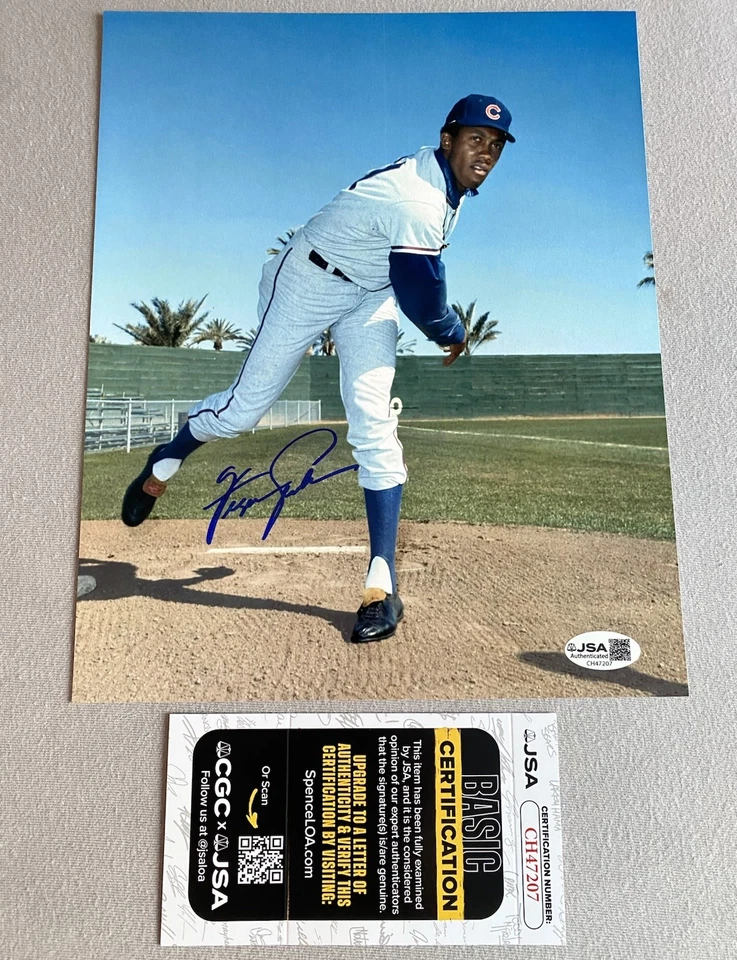 C
Fergie Jenkins
JSA
Authenticated
CH47207
CGC x JSA
Follow us @jsaloa
Or Scan
UPGRADE TO A LETTER OF
AUTHENTICITY & VERIFY THIS
CERTIFICATION BY VISITING:
SpenceLOA.com
This item has been fully examined
by JSA, and it is the considered
opinion of our expert authenticators
that the signature(s) is/are genuine.
BASIC
CERTIFICATION
JSA
CERTIFICATION NUMBER:
CH47207